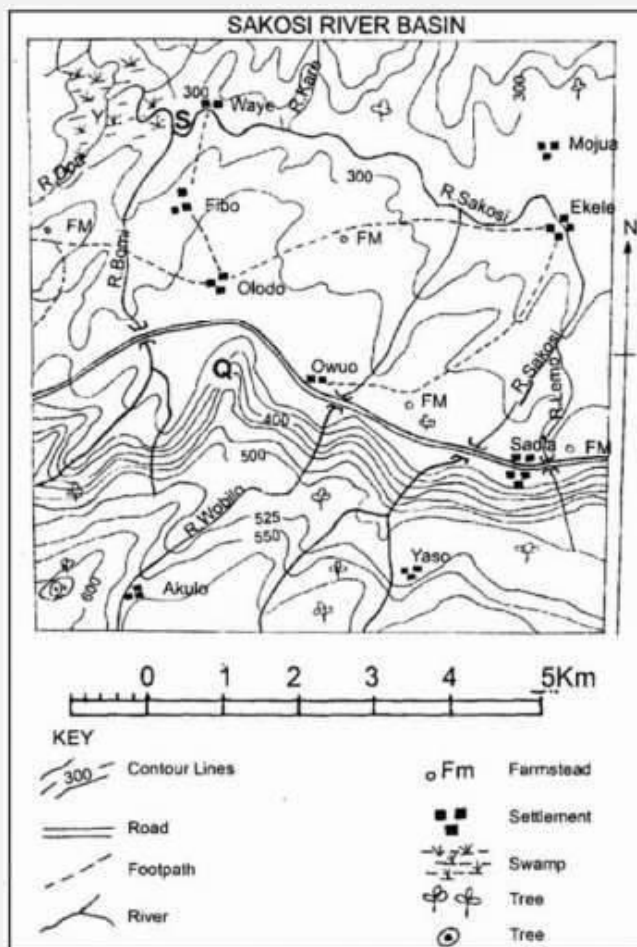 SAKOSI RIVER BASIN
300
Waye
R.Kara
300
Y
S
Mojua
R.Doa
300
R.Sakosi
Ekele
Fibo
FM
FM
R.Bomi
N
Olodo
Owuo
R.Sakosi
Q
FM
R.Lemo
400
Sadia
FM
500
R.Wobilo
525
550
Yaso
600
Akulo
0 1 2 3 4 5Km
KEY
300
Contour Lines
Fm
Farmstead
Settlement
Road
Swamp
Footpath
Tree
River
Tree